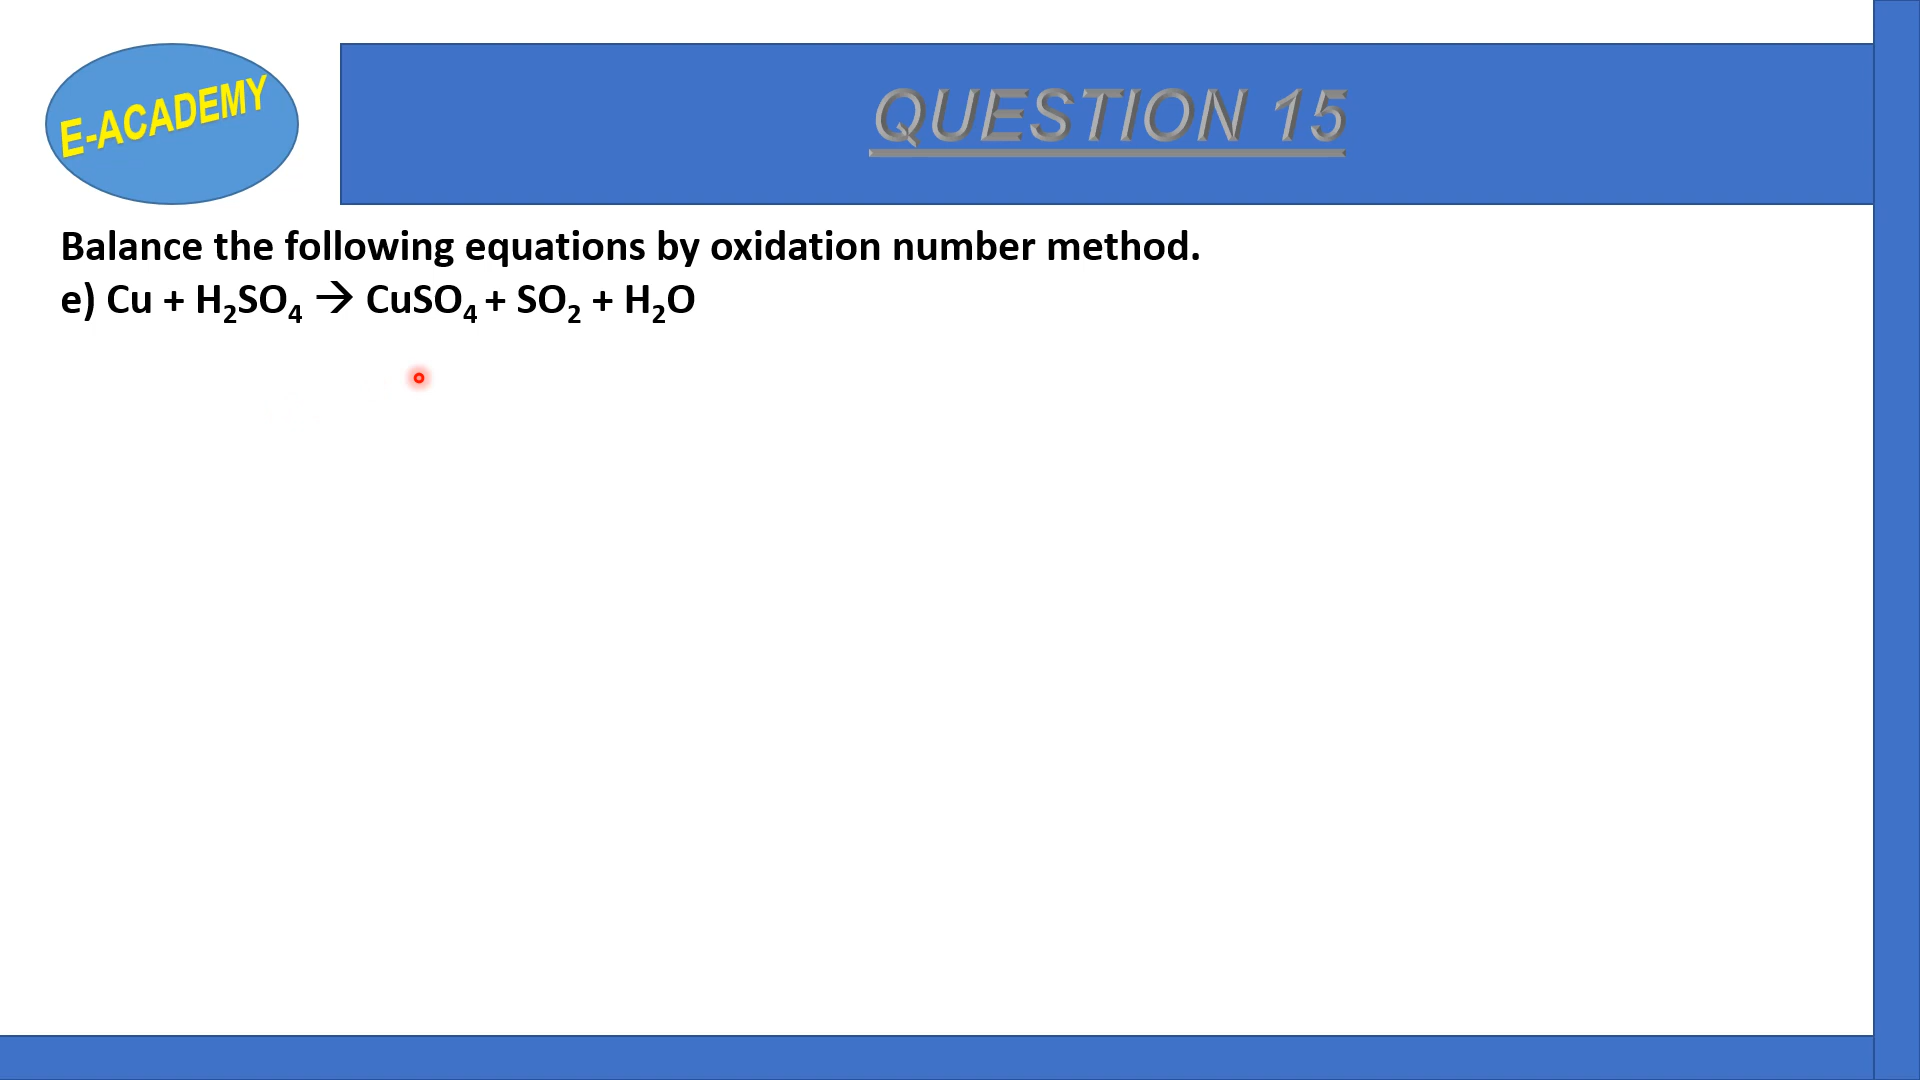 E-ACADEMY
QUESTION 15
Balance the following equations by oxidation number method.
e) Cu + H₂SO₄ → CuSO₄ + SO₂ + H₂O